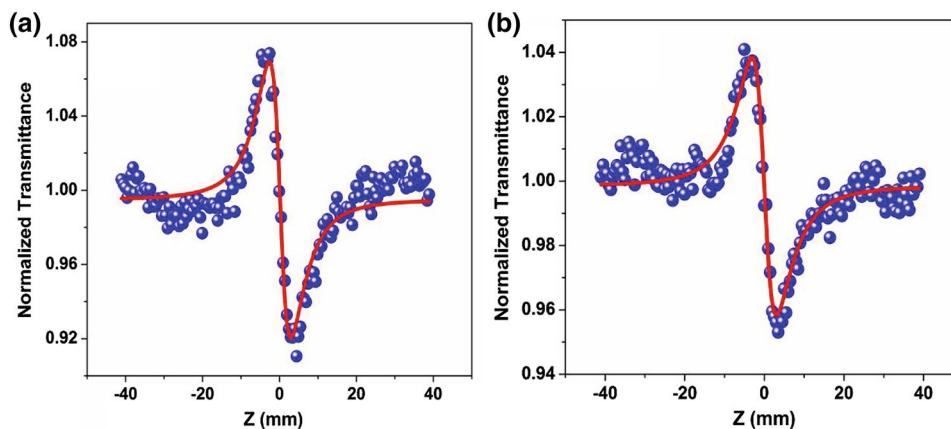 (a)
1.08
1.04
1.00
0.96
0.92
Normalized Transmittance
-40 -20 0 20 40
Z (mm)
(b)
1.04
1.02
1.00
0.98
0.96
0.94
Normalized Transmittance
-40 -20 0 20 40
Z (mm)